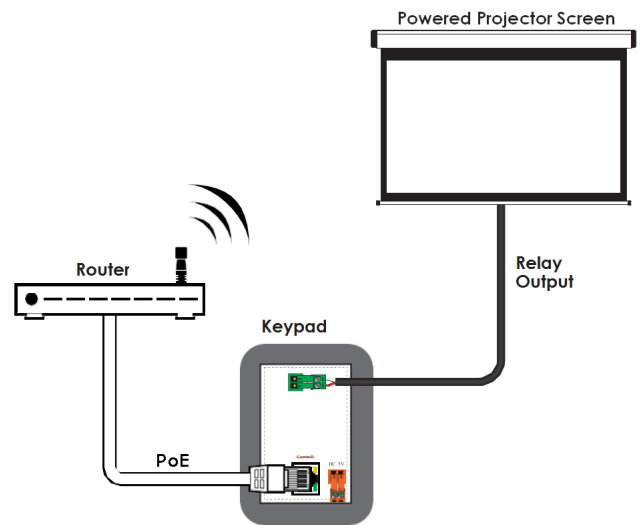 Powered Projector Screen
Router
Relay
Output
Keypad
PoE
DC 5V